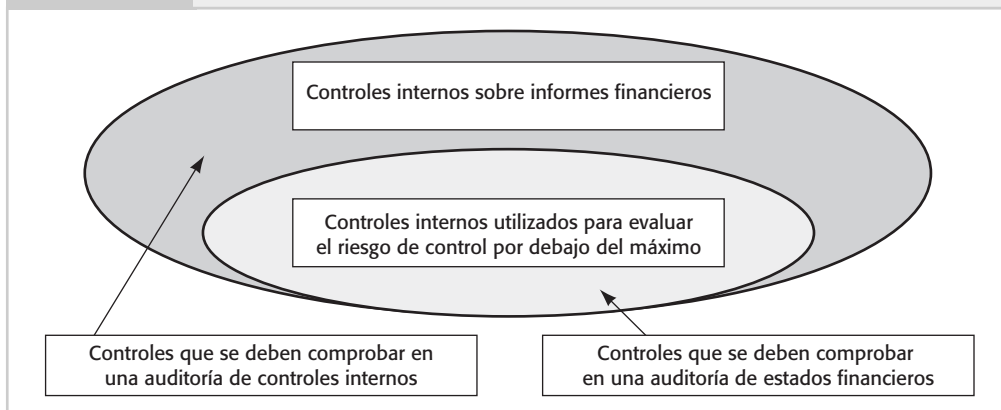 Controles internos sobre informes financieros
Controles internos utilizados para evaluar
el riesgo de control por debajo del máximo
Controles que se deben comprobar en
una auditoría de controles internos
Controles que se deben comprobar
en una auditoría de estados financieros